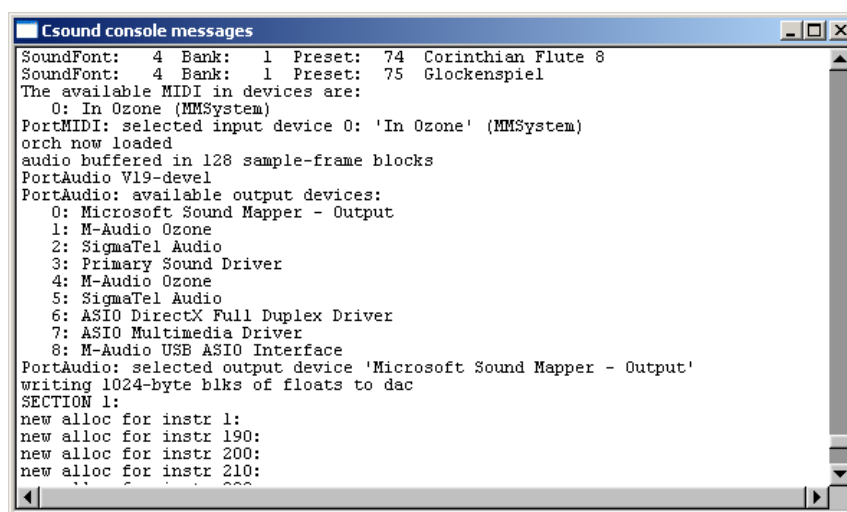 Csound console messages
SoundFont:    4  Bank:    1  Preset:   74  Corinthian Flute 8
SoundFont:    4  Bank:    1  Preset:   75  Glockenspiel
The available MIDI in devices are:
   0: In Ozone (MMSystem)
PortMIDI: selected input device 0: 'In Ozone' (MMSystem)
orch now loaded
audio buffered in 128 sample-frame blocks
PortAudio V19-devel
PortAudio: available output devices:
   0: Microsoft Sound Mapper - Output
   1: M-Audio Ozone
   2: SigmaTel Audio
   3: Primary Sound Driver
   4: M-Audio Ozone
   5: SigmaTel Audio
   6: ASIO DirectX Full Duplex Driver
   7: ASIO Multimedia Driver
   8: M-Audio USB ASIO Interface
PortAudio: selected output device 'Microsoft Sound Mapper - Output'
writing 1024-byte blks of floats to dac
SECTION 1:
new alloc for instr 1:
new alloc for instr 190:
new alloc for instr 200:
new alloc for instr 210: